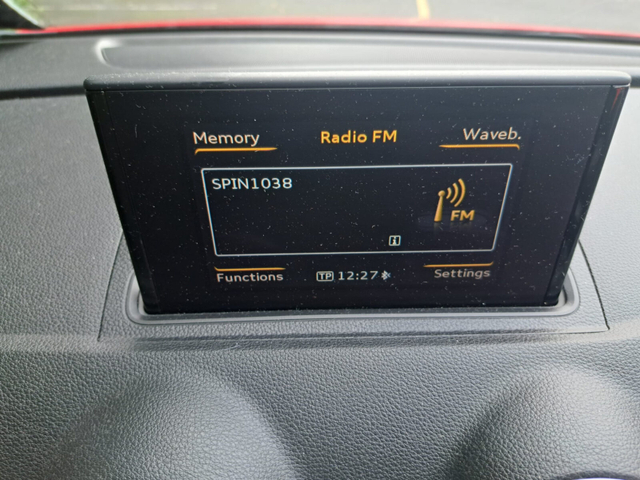 Memory Radio FM Waveb.
SPIN1038
FM
i
Functions TP 12:27 Settings